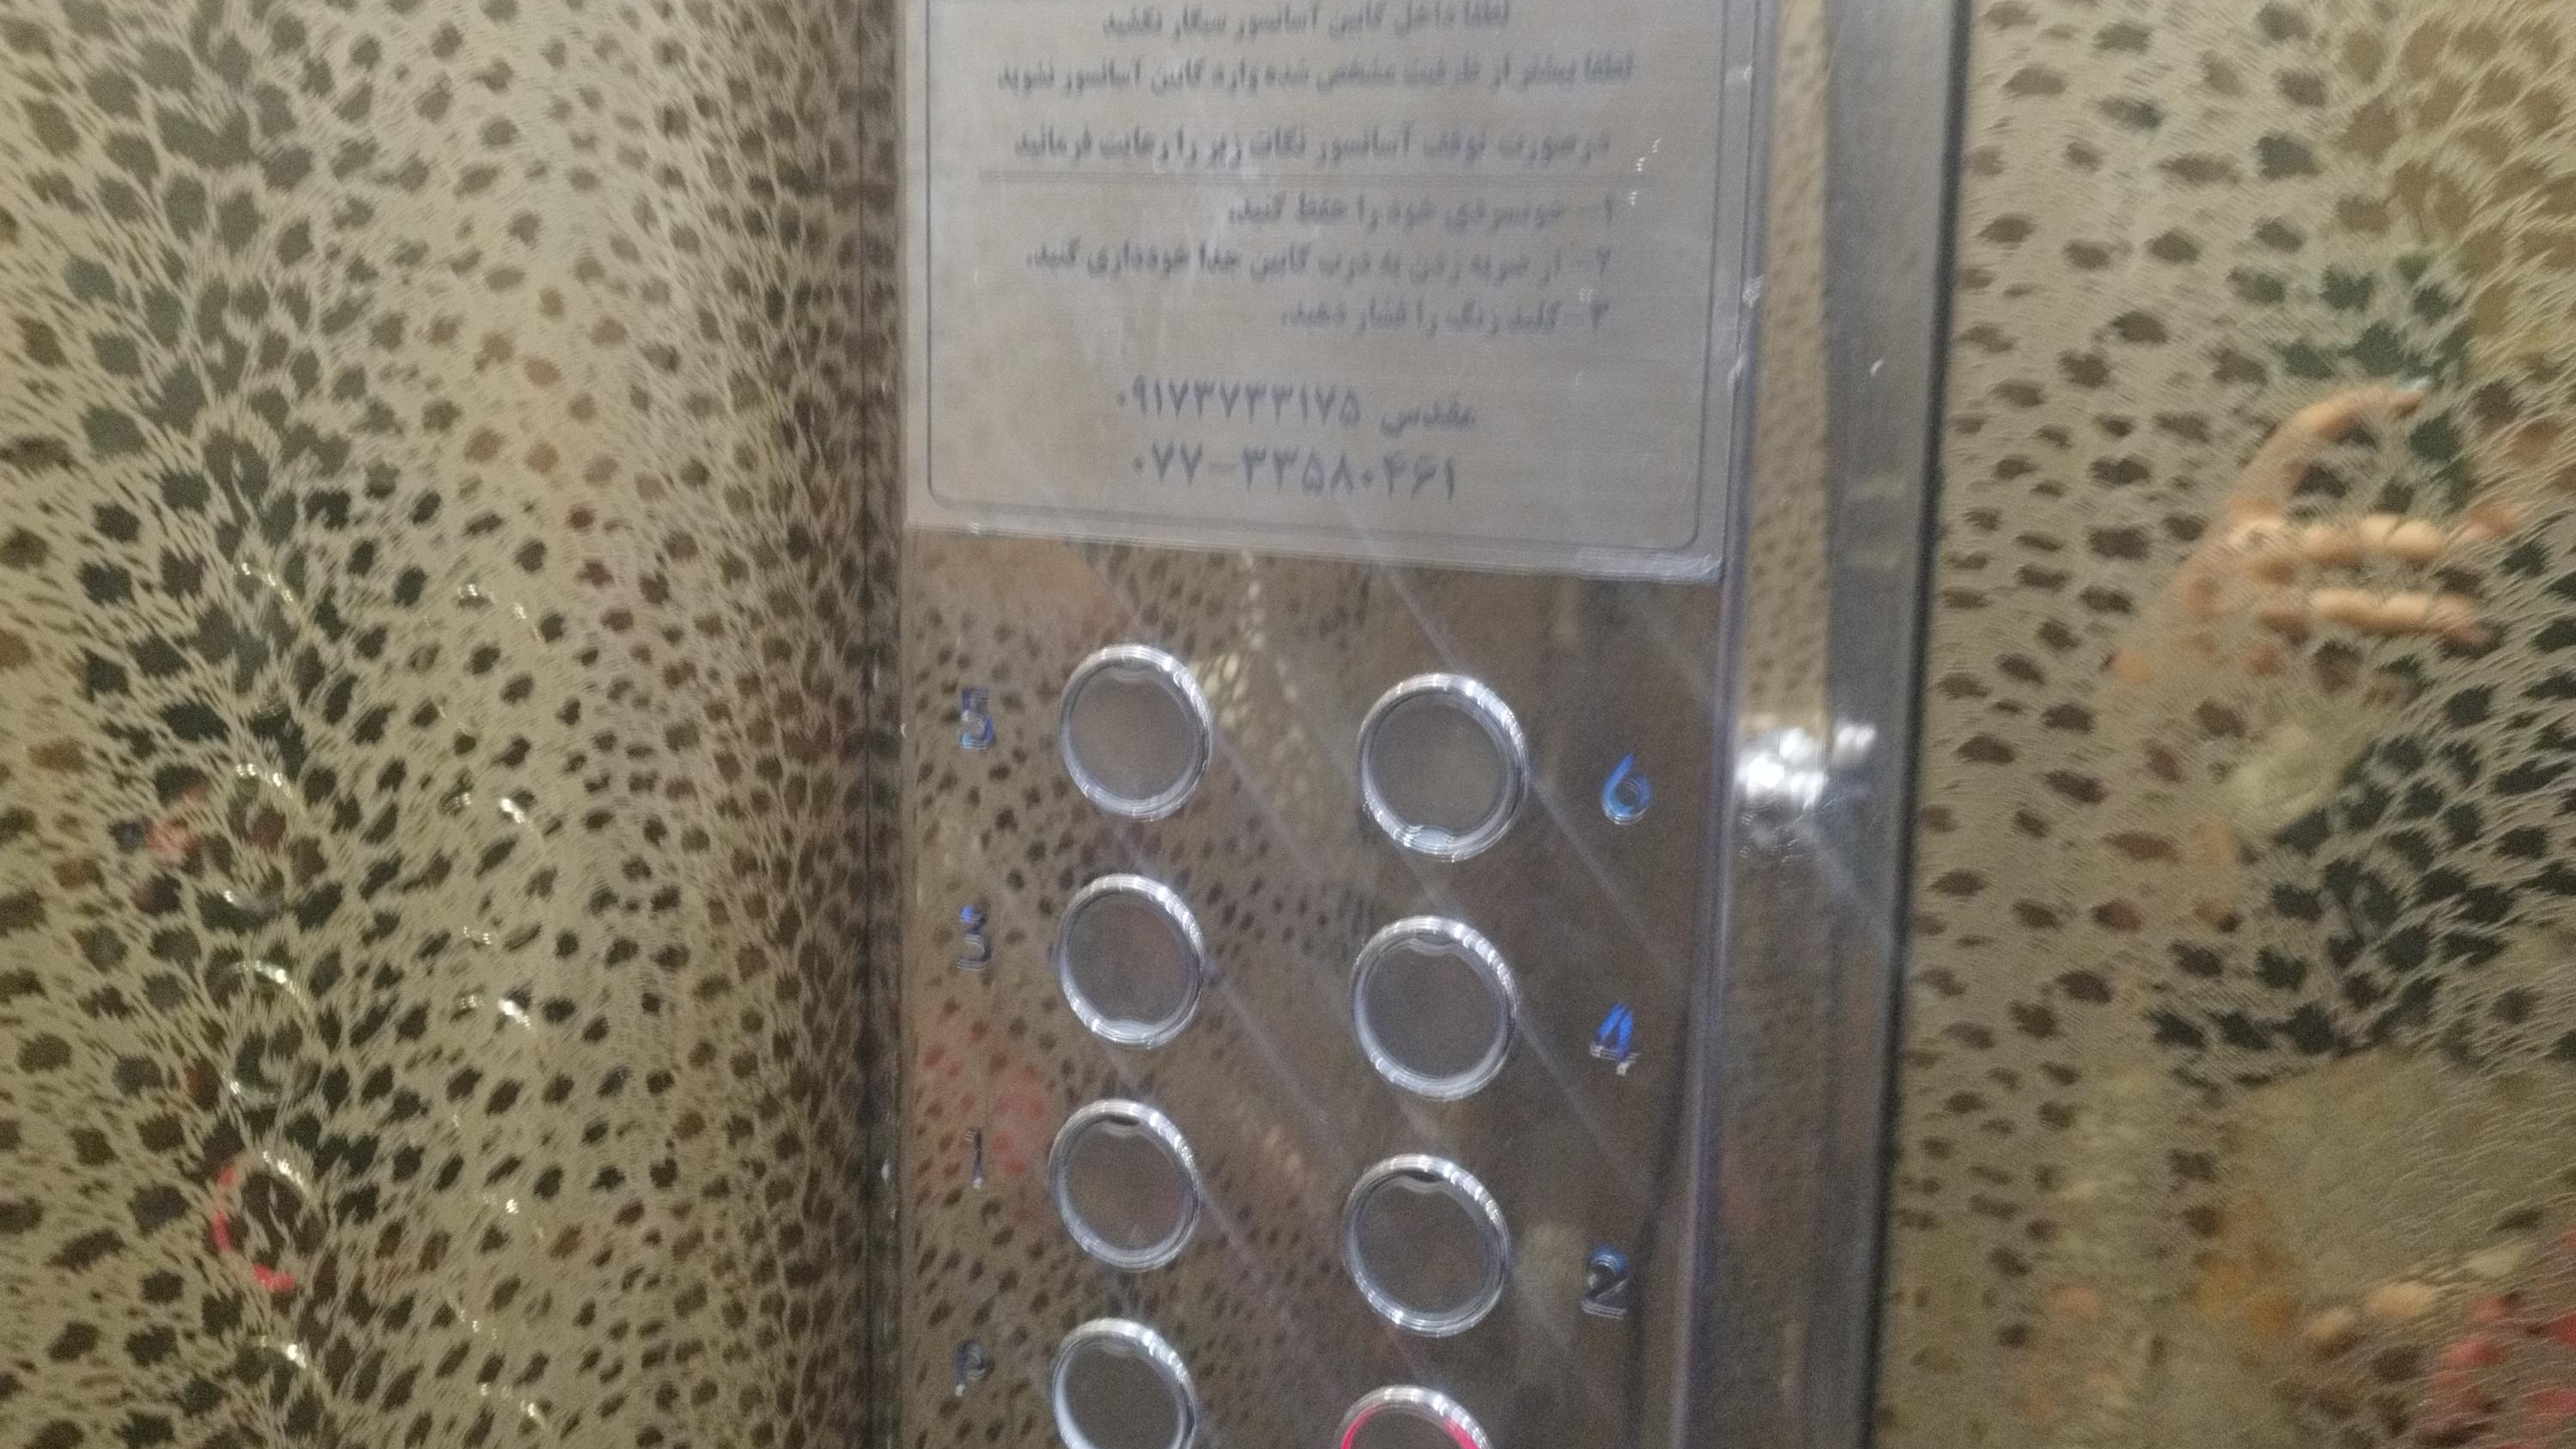 لطفا داخل کابین آسانسور سیگار نکشید
لطفا بیشتر از ظرفیت مشخص شده وارد کابین آسانسور نشوید
درصورت توقف آسانسور نکات زیر را رعایت فرمائید
۱- خونسردی خود را حفظ کنید.
۲- از ضربه زدن به درب کابین جدا خودداری کنید.
۳- کلید زنگ را فشار دهید.
مقدسی ۰۹۱۷۳۷۳۳۱۷۵
۰۷۷-۳۳۵۸۰۴۶۱
5 6
3 4
1 2
P